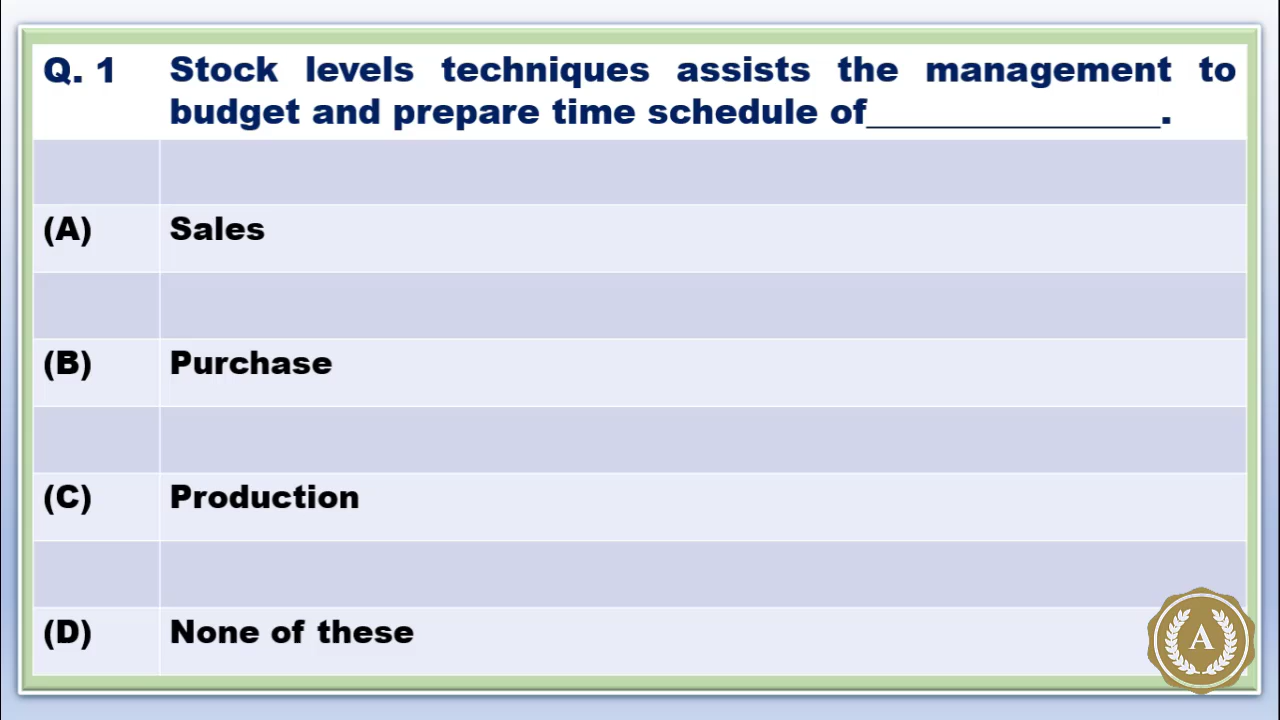 Q. 1 Stock levels techniques assists the management to
budget and prepare time schedule of________________.
(A) Sales
(B) Purchase
(C) Production
(D) None of these
A